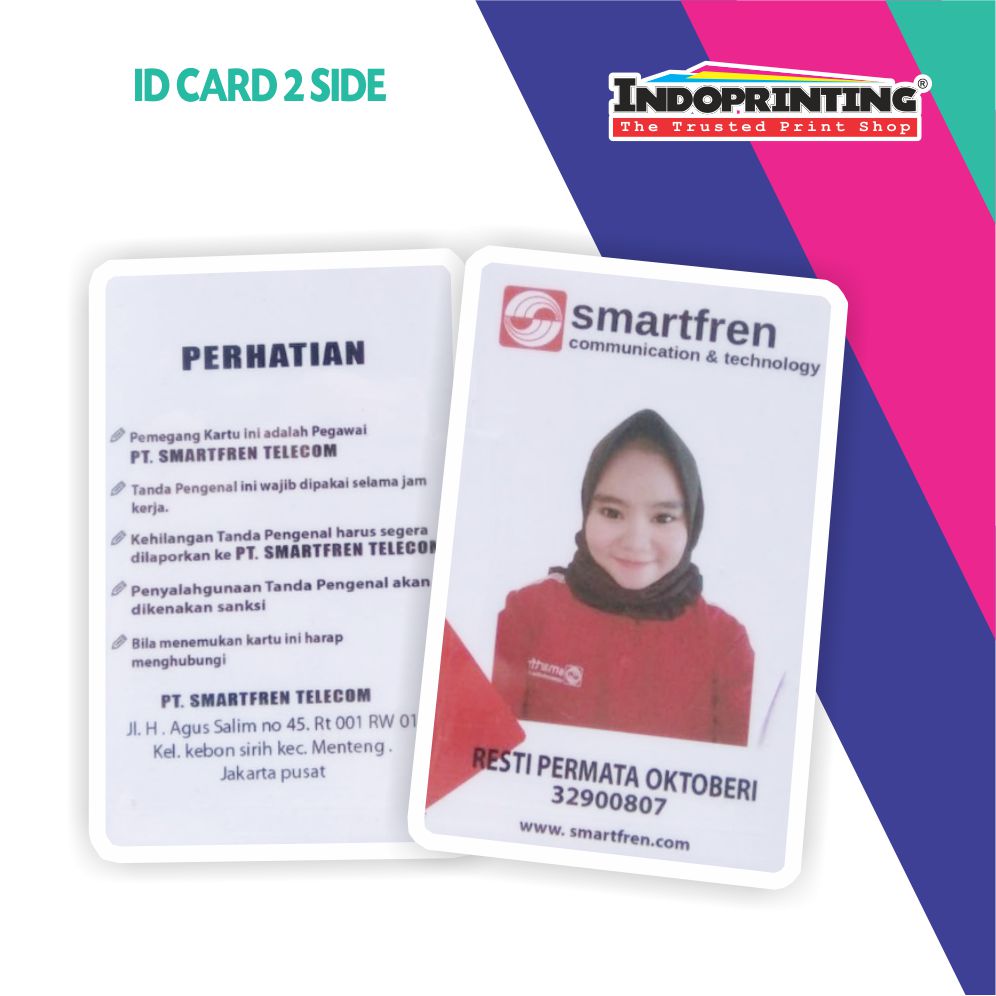 ID CARD 2 SIDE
INDOPRINTING®
The Trusted Print Shop
PERHATIAN
Pemegang Kartu ini adalah Pegawai
PT. SMARTFREN TELECOM
Tanda Pengenal ini wajib dipakai selama jam
kerja.
Kehilangan Tanda Pengenal harus segera
dilaporkan ke PT. SMARTFREN TELECOM
Penyalahgunaan Tanda Pengenal akan
dikenakan sanksi
Bila menemukan kartu ini harap
menghubungi
PT. SMARTFREN TELECOM
Jl. H . Agus Salim no 45. Rt 001 RW 01
Kel. kebon sirih kec. Menteng .
Jakarta pusat
smartfren
communication & technology
RESTI PERMATA OKTOBERI
32900807
www. smartfren.com